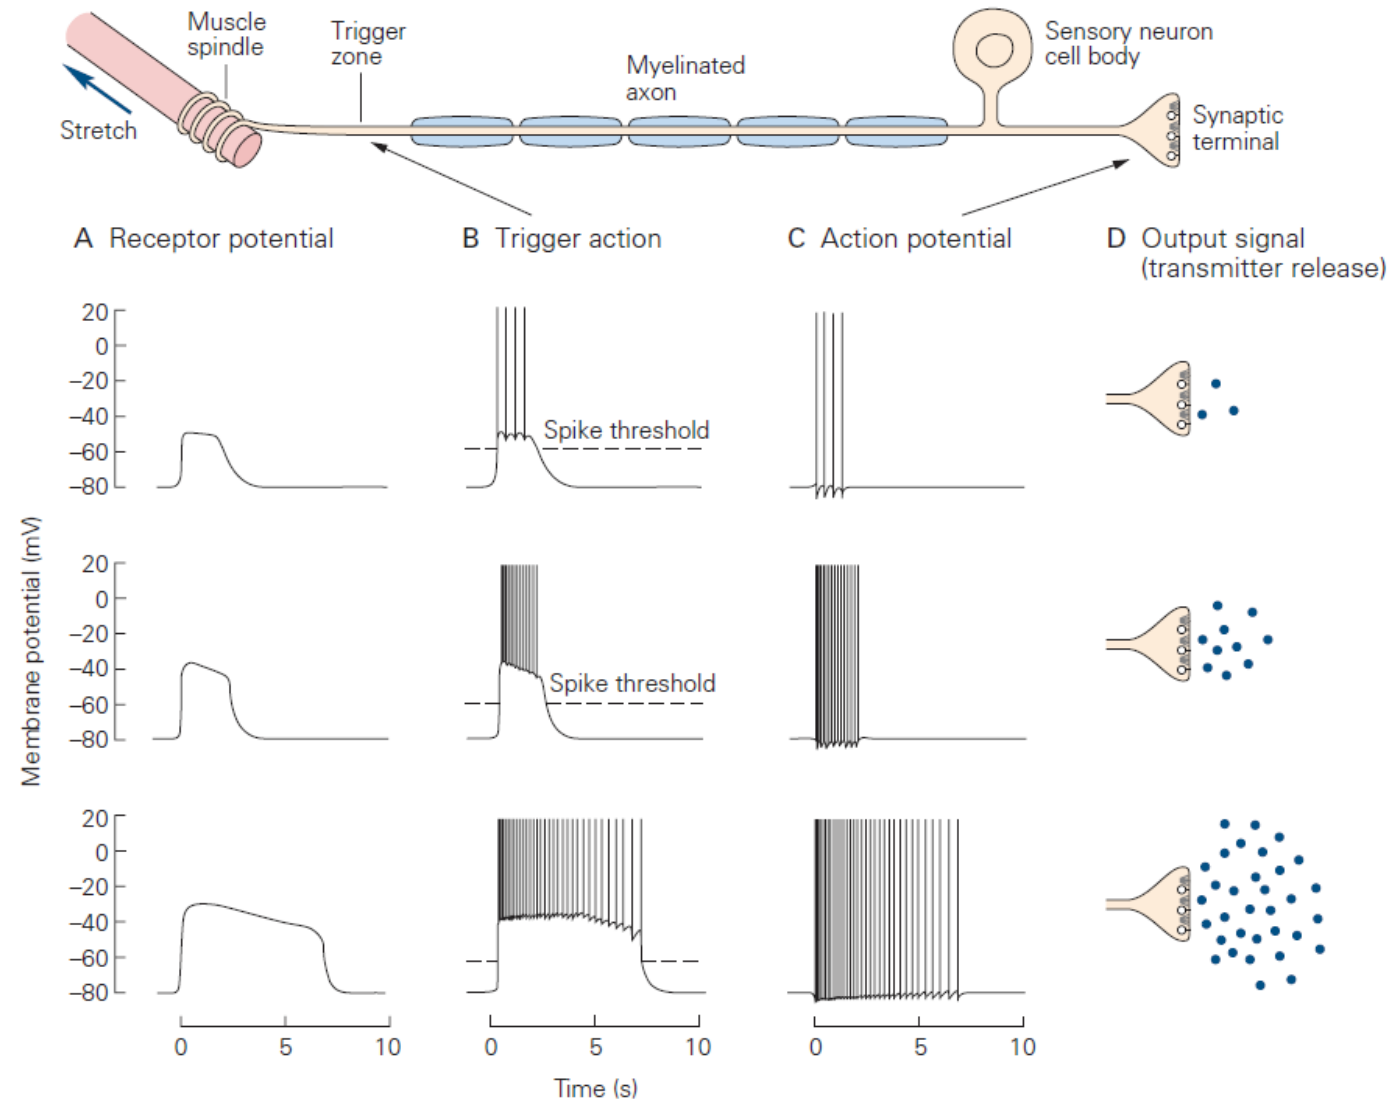 Muscle
spindle
Trigger
zone
Myelinated
axon
Sensory neuron
cell body
Stretch
Synaptic
terminal
A Receptor potential
B Trigger action
C Action potential
D Output signal
(transmitter release)
Membrane potential (mV)
20
0
–20
–40
–60
–80
Spike threshold
20
0
–20
–40
–60
–80
Spike threshold
20
0
–20
–40
–60
–80
0 5 10
0 5 10
0 5 10
Time (s)